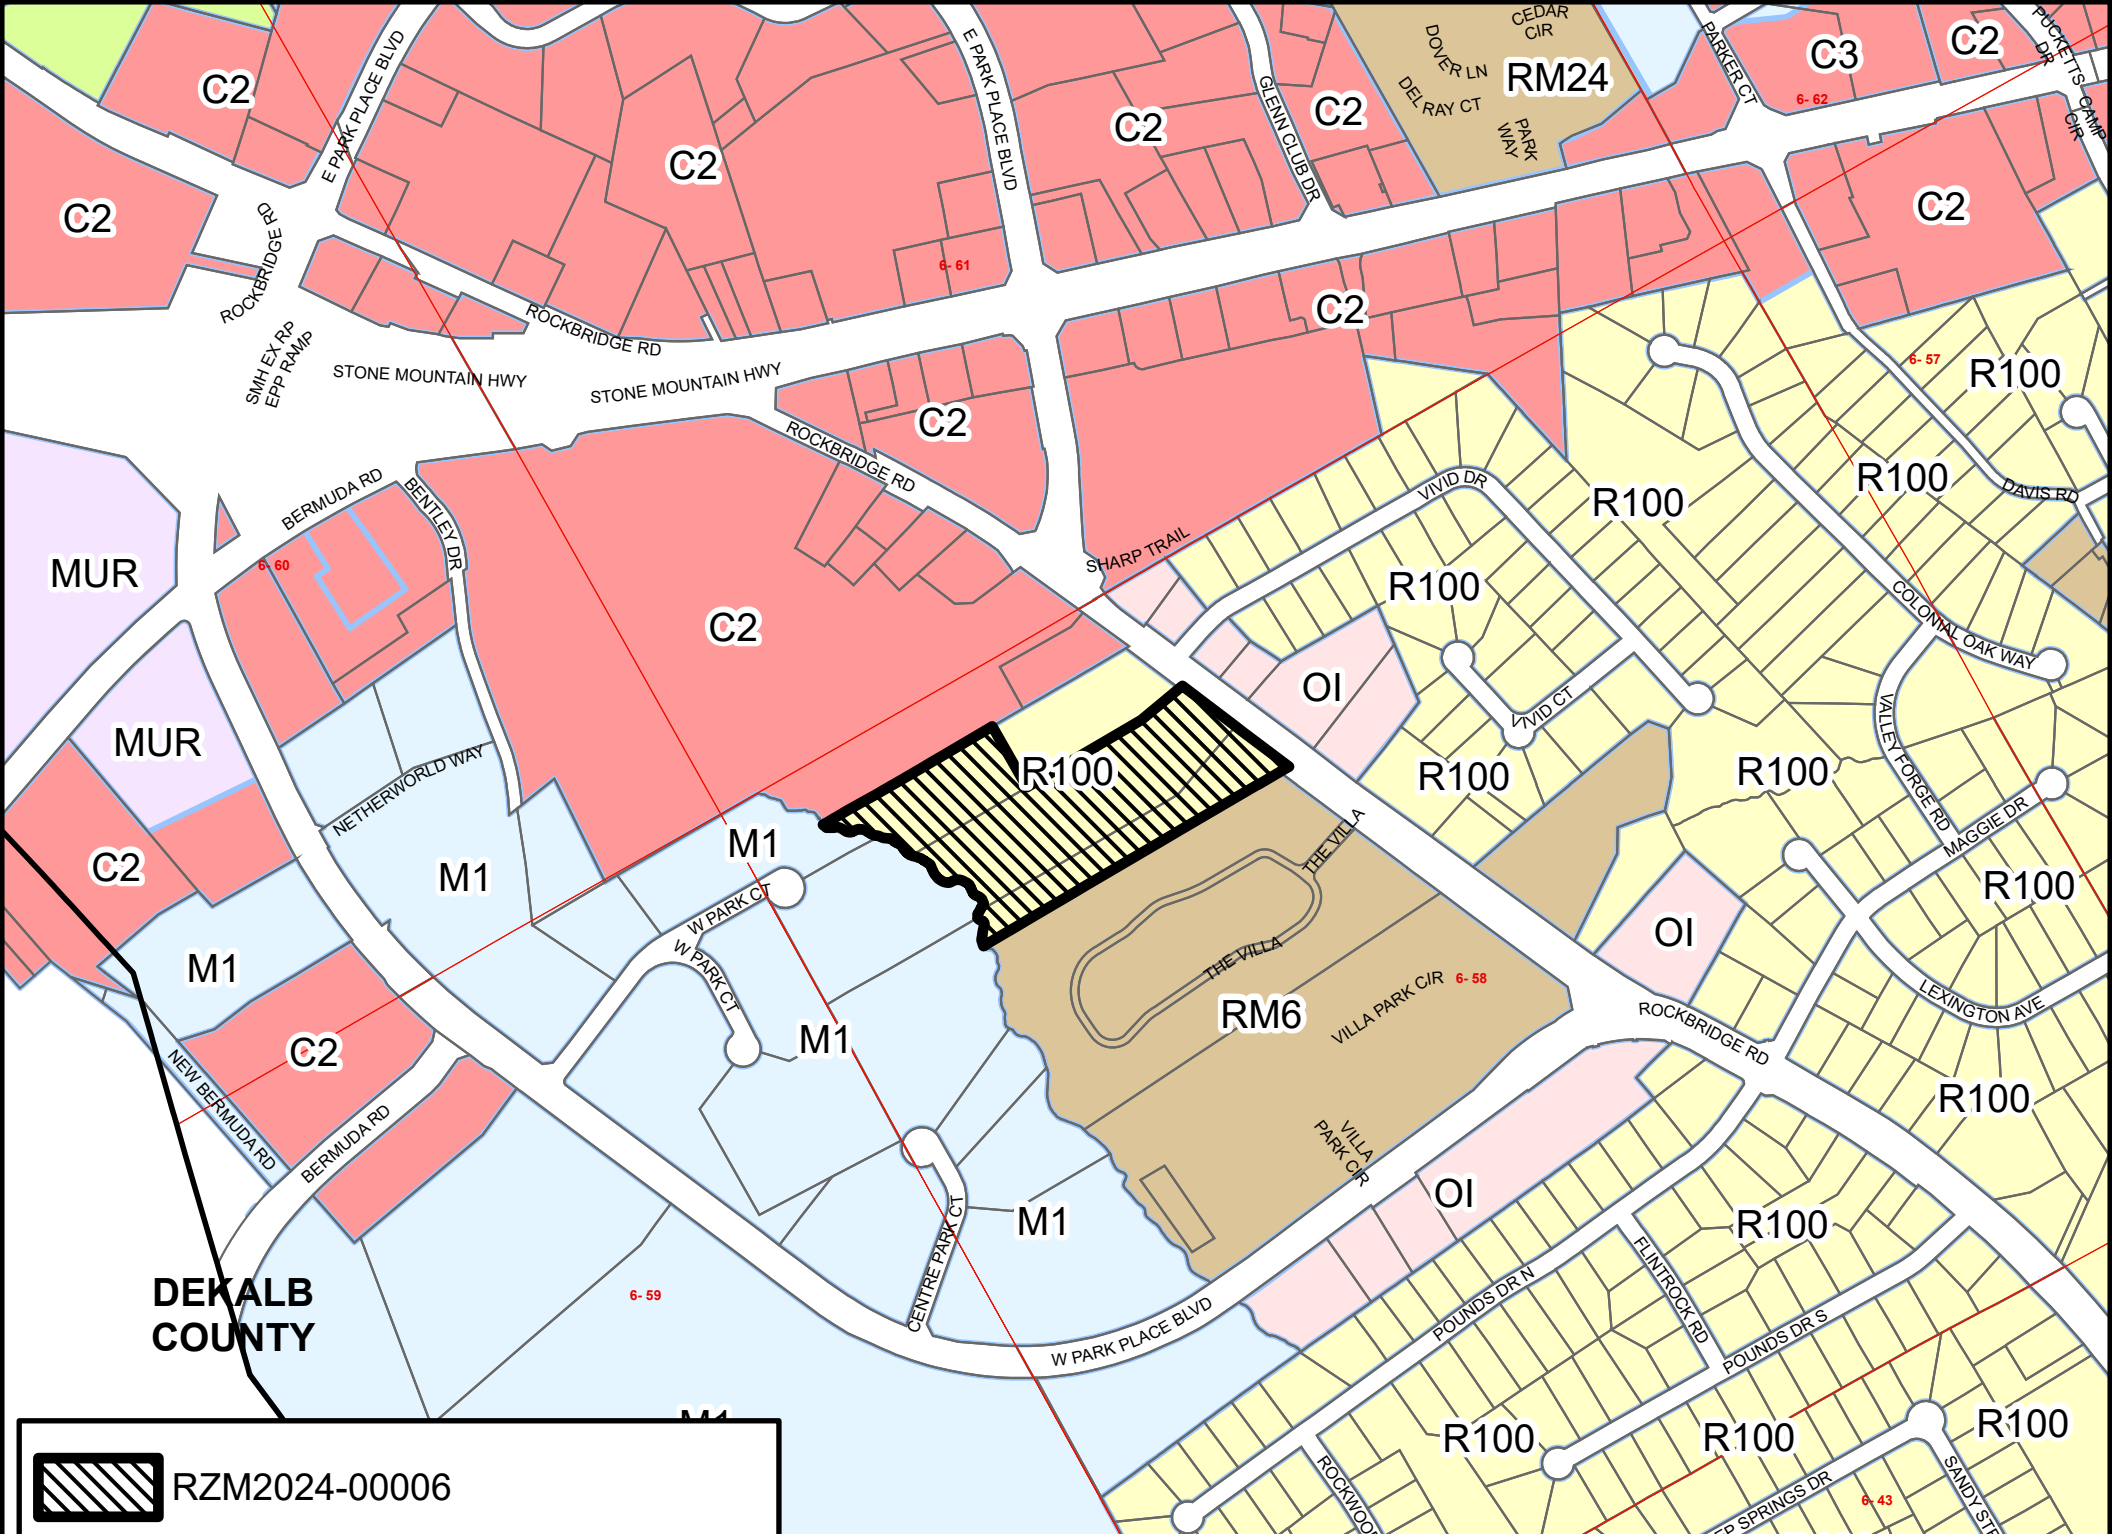 CEDAR
CIR
DOVER LN
DEL RAY CT
RM24
PARK
WAY
PARKER CT
C3
C2
PUCKETTS
DR
6- 62
CAMP
CIR
C2
E PARK PLACE BLVD
C2
E PARK PLACE BLVD
C2
GLENN CLUB DR
C2
C2
ROCKBRIDGE RD
C2
6- 61
C2
ROCKBRIDGE RD
SMH EX RP
EPP RAMP
STONE MOUNTAIN HWY
STONE MOUNTAIN HWY
6- 57
R100
C2
ROCKBRIDGE RD
VIVID DR
R100
R100
DAVIS RD
BERMUDA RD
BENTLEY DR
MUR
6- 60
SHARP TRAIL
R100
COLONIAL OAK WAY
C2
OI
VIVID CT
VALLEY FORGE RD
MUR
NETHERWORLD WAY
R100
R100
R100
MAGGIE DR
C2
M1
M1
W PARK CT
W PARK CT
THE VILLA
THE VILLA
R100
OI
M1
RM6
VILLA PARK CIR
6- 58
LEXINGTON AVE
ROCKBRIDGE RD
C2
M1
NEW BERMUDA RD
BERMUDA RD
R100
VILLA
PARK CIR
OI
M1
CENTRE PARK CT
R100
FLINTROCK RD
POUNDS DR N
POUNDS DR S
DEKALB
COUNTY
6- 59
W PARK PLACE BLVD
M1
R100
R100
R100
RZM2024-00006
6- 43